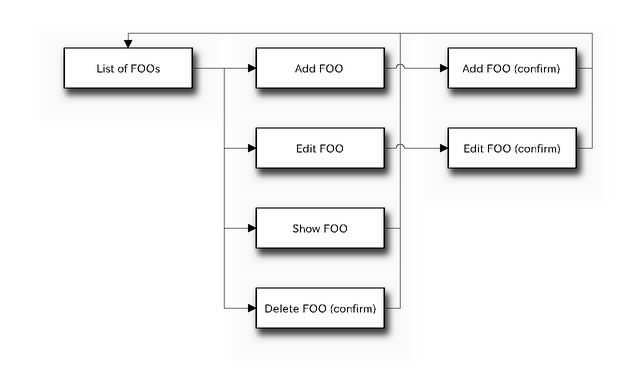 List of FOOs
Add FOO
Add FOO (confirm)
Edit FOO
Edit FOO (confirm)
Show FOO
Delete FOO (confirm)